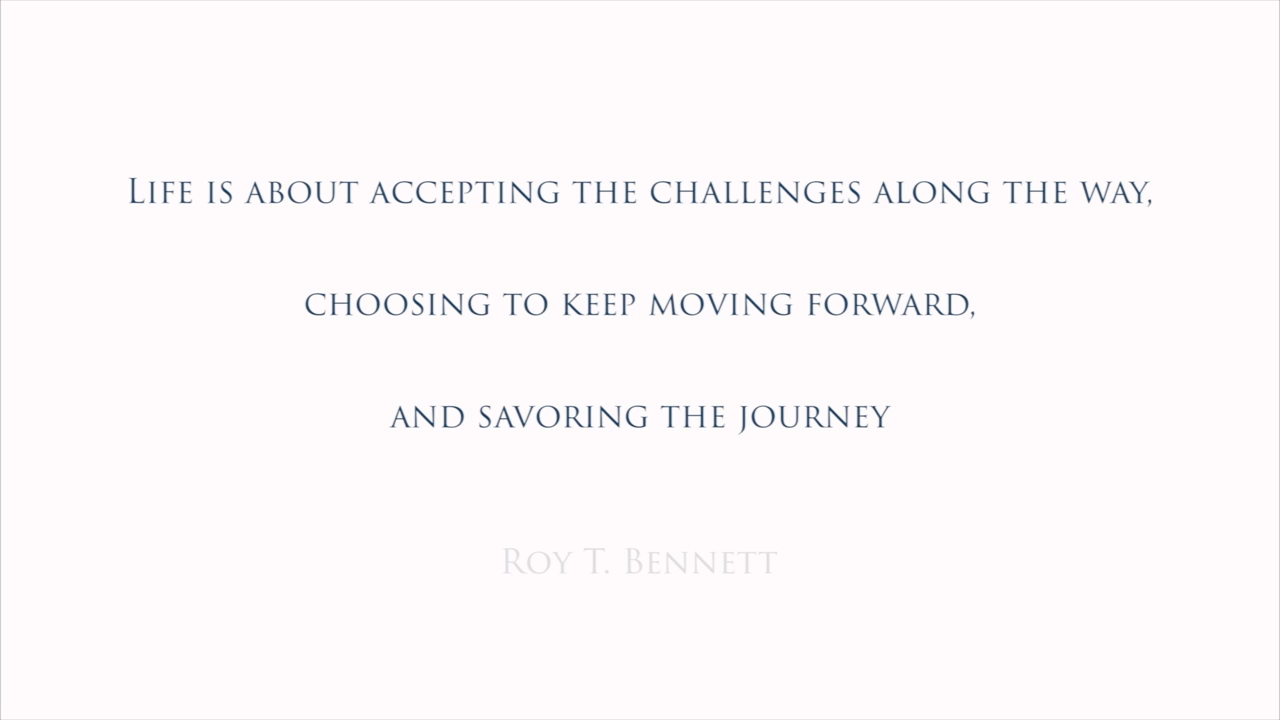 Life is about accepting the challenges along the way,
choosing to keep moving forward,
and savoring the journey
Roy T. Bennett